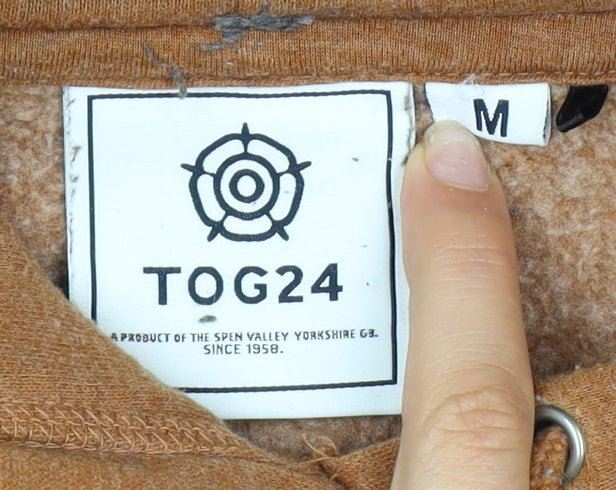 TOG24
A PRODUCT OF THE SPEN VALLEY YORKSHIRE GB.
SINCE 1958.
M